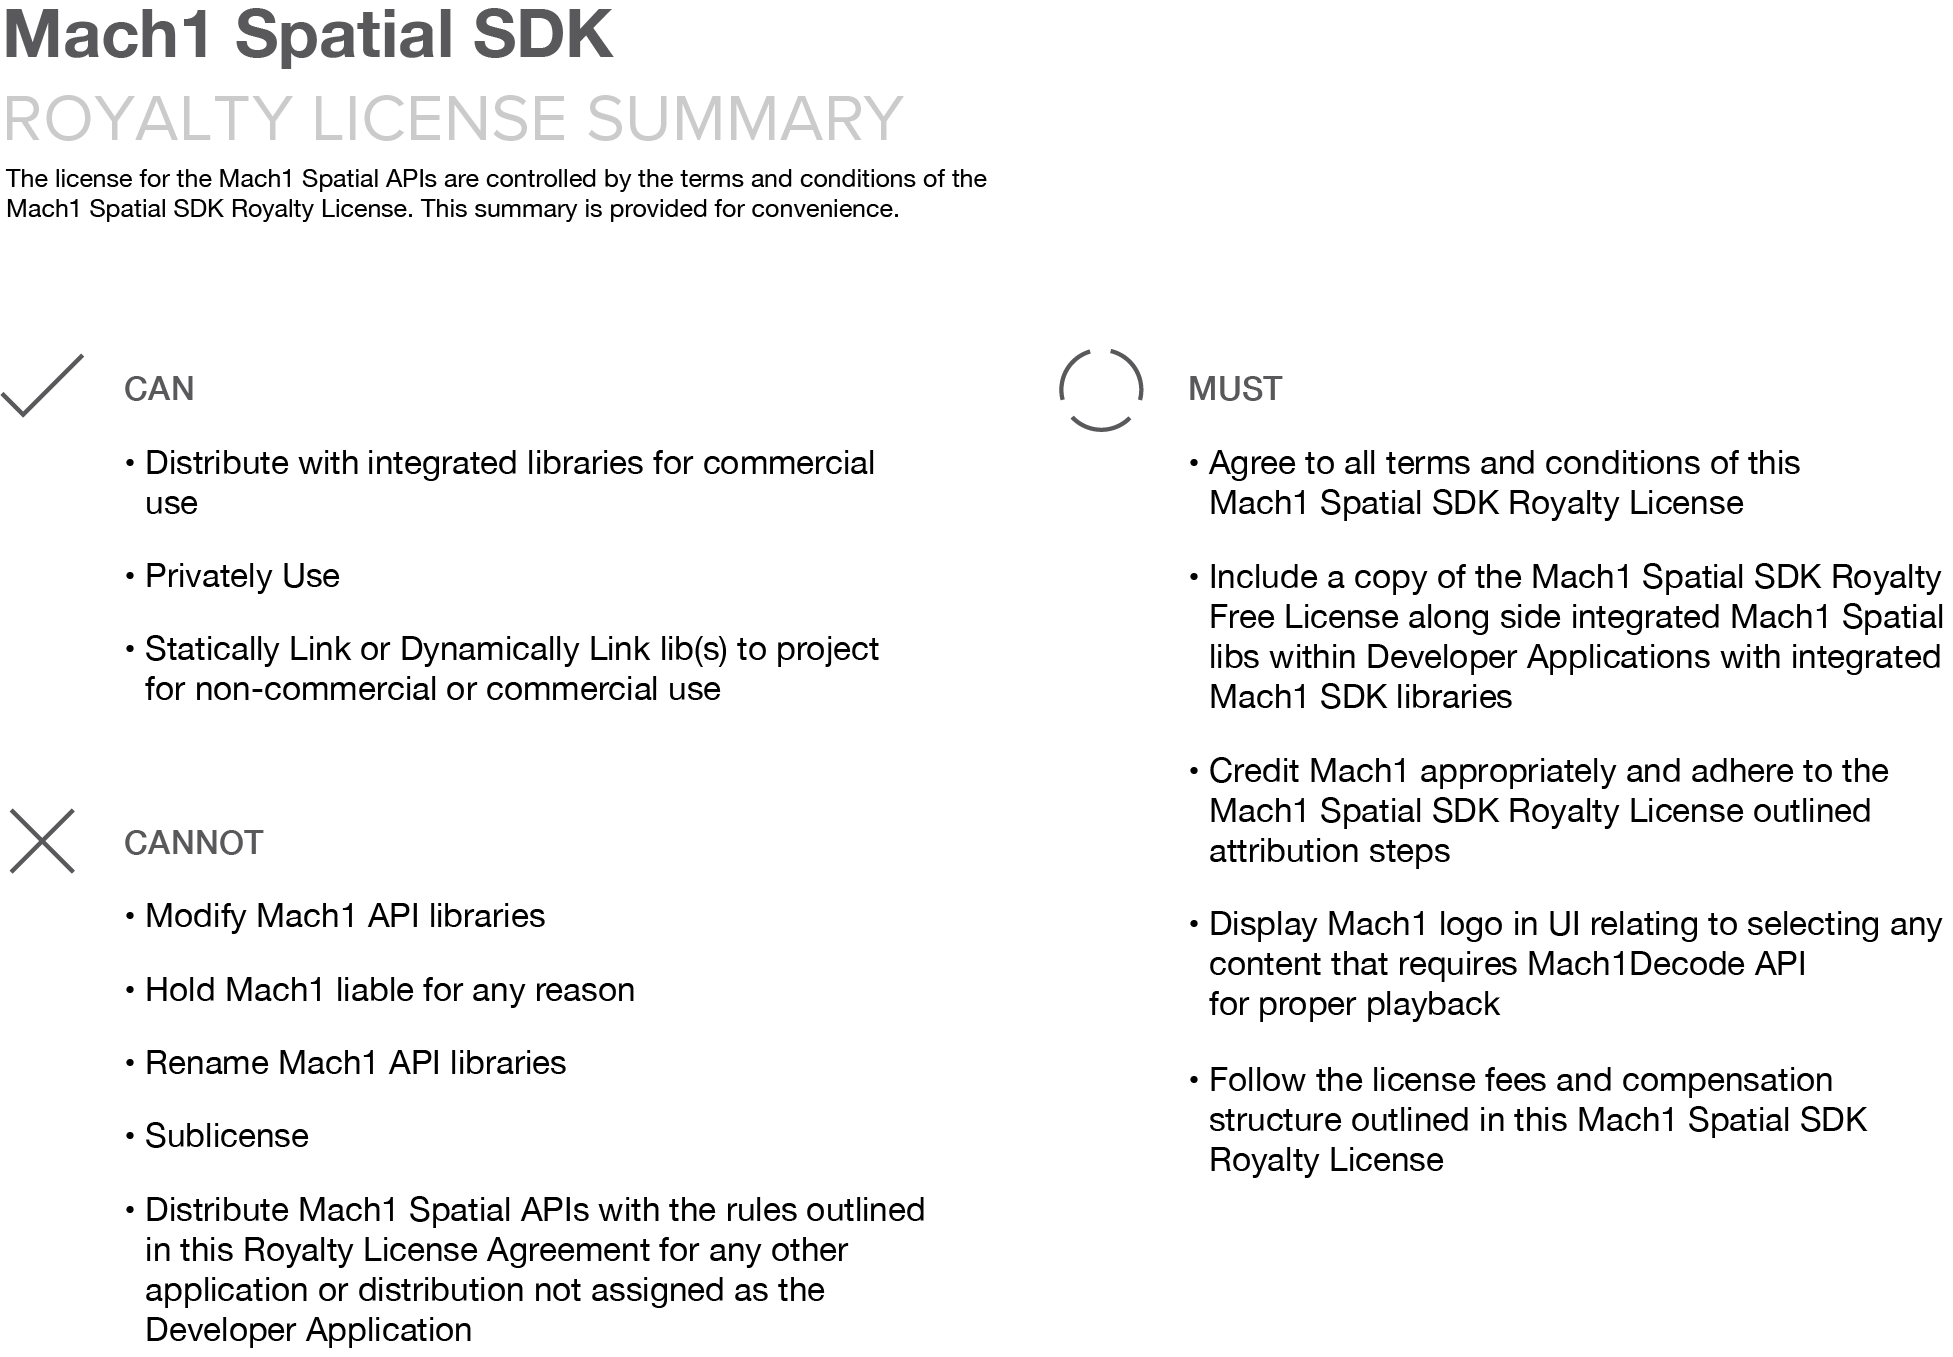 Mach1 Spatial SDK
ROYALTY LICENSE SUMMARY
The license for the Mach1 Spatial APIs are controlled by the terms and conditions of the
Mach1 Spatial SDK Royalty License. This summary is provided for convenience.
CAN
• Distribute with integrated libraries for commercial
use
• Privately Use
• Statically Link or Dynamically Link lib(s) to project
for non-commercial or commercial use
CANNOT
• Modify Mach1 API libraries
• Hold Mach1 liable for any reason
• Rename Mach1 API libraries
• Sublicense
• Distribute Mach1 Spatial APIs with the rules outlined
in this Royalty License Agreement for any other
application or distribution not assigned as the
Developer Application
MUST
• Agree to all terms and conditions of this
Mach1 Spatial SDK Royalty License
• Include a copy of the Mach1 Spatial SDK Royalty
Free License along side integrated Mach1 Spatial
libs within Developer Applications with integrated
Mach1 SDK libraries
• Credit Mach1 appropriately and adhere to the
Mach1 Spatial SDK Royalty License outlined
attribution steps
• Display Mach1 logo in UI relating to selecting any
content that requires Mach1Decode API
for proper playback
• Follow the license fees and compensation
structure outlined in this Mach1 Spatial SDK
Royalty License